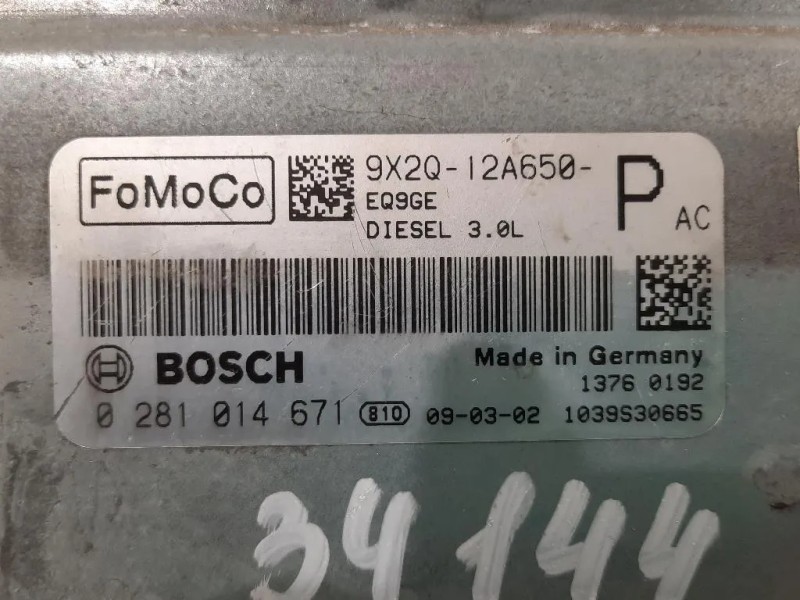 FoMoCo
9X2Q-12A650-
EQ9GE
DIESEL 3.0L
P AC
BOSCH
Made in Germany
1376 0192
0 281 014 671 810 09-03-02 1039S30665
34144